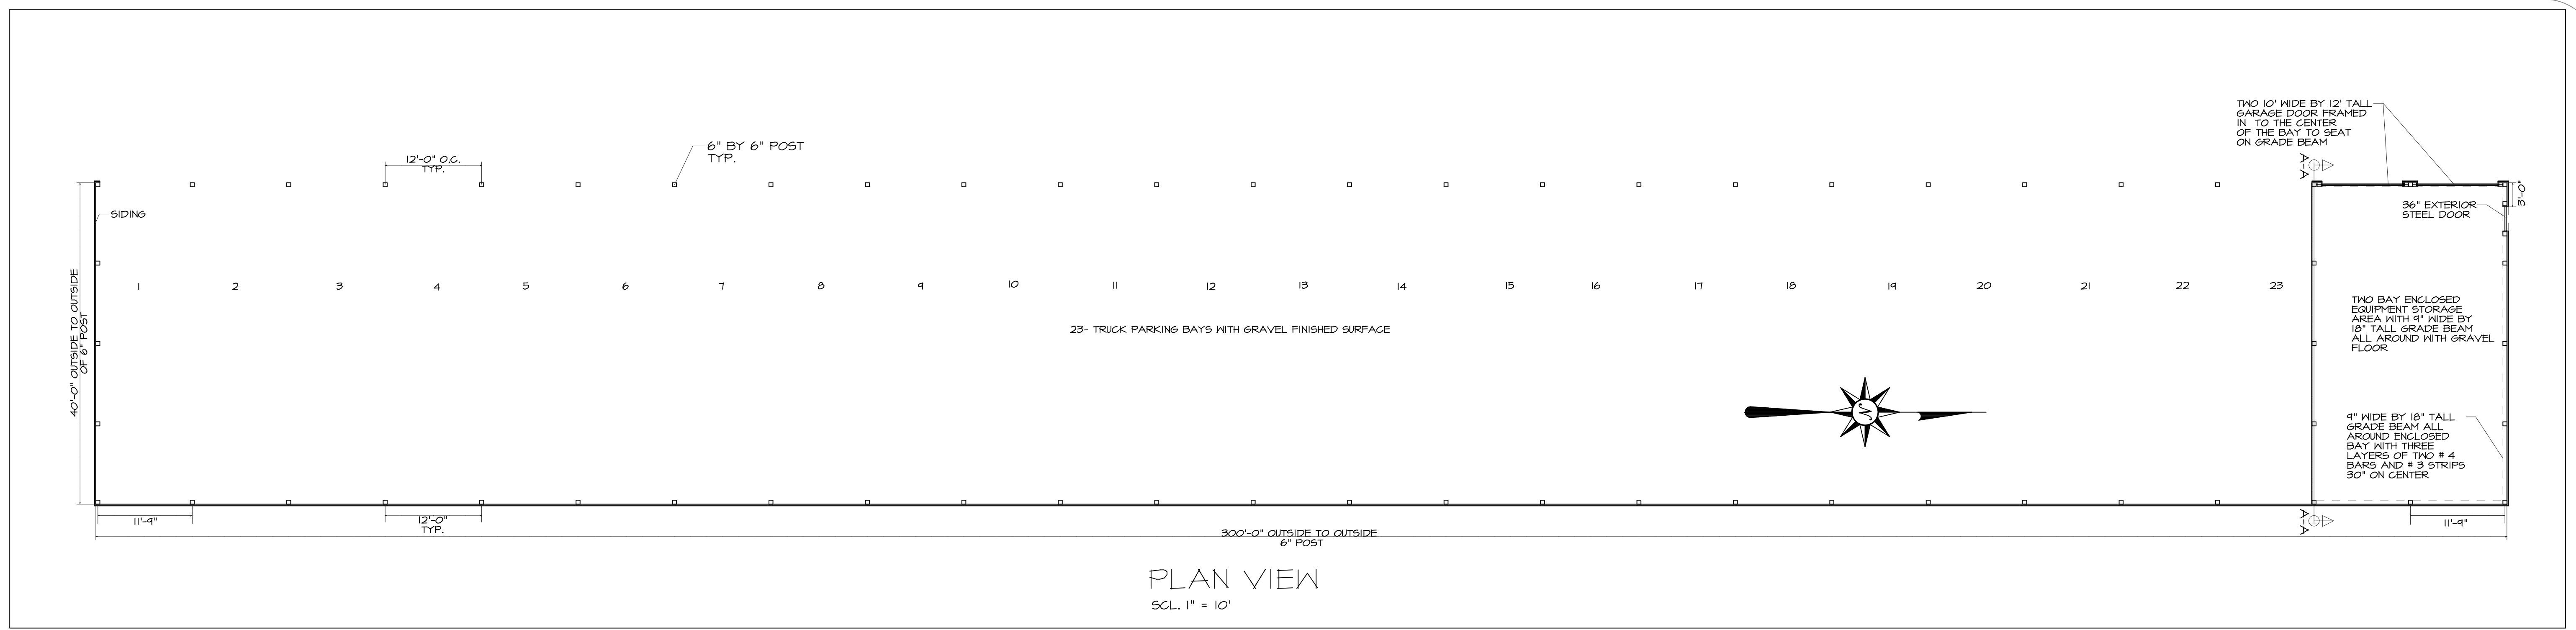 TWO 10' WIDE BY 12' TALL
GARAGE DOOR FRAMED
IN TO THE CENTER
OF THE BAY TO SEAT
ON GRADE BEAM
6" BY 6" POST
TYP.
12'-0" O.C.
TYP.
A-A
3'-0"
SIDING
36" EXTERIOR
STEEL DOOR
40'-0" OUTSIDE TO OUTSIDE
OF 6" POST
1 2 3 4 5 6 7 8 9 10 11 12 13 14 15 16 17 18 19 20 21 22 23
TWO BAY ENCLOSED
EQUIPMENT STORAGE
AREA WITH 9" WIDE BY
18" TALL GRADE BEAM
ALL AROUND WITH GRAVEL
FLOOR
23- TRUCK PARKING BAYS WITH GRAVEL FINISHED SURFACE
N
9" WIDE BY 18" TALL
GRADE BEAM ALL
AROUND ENCLOSED
BAY WITH THREE
LAYERS OF TWO # 4
BARS AND # 3 STRIPS
30" ON CENTER
11'-9"
12'-0"
TYP.
A-A
11'-9"
300'-0" OUTSIDE TO OUTSIDE
6" POST
PLAN VIEW
SCL. 1" = 10'